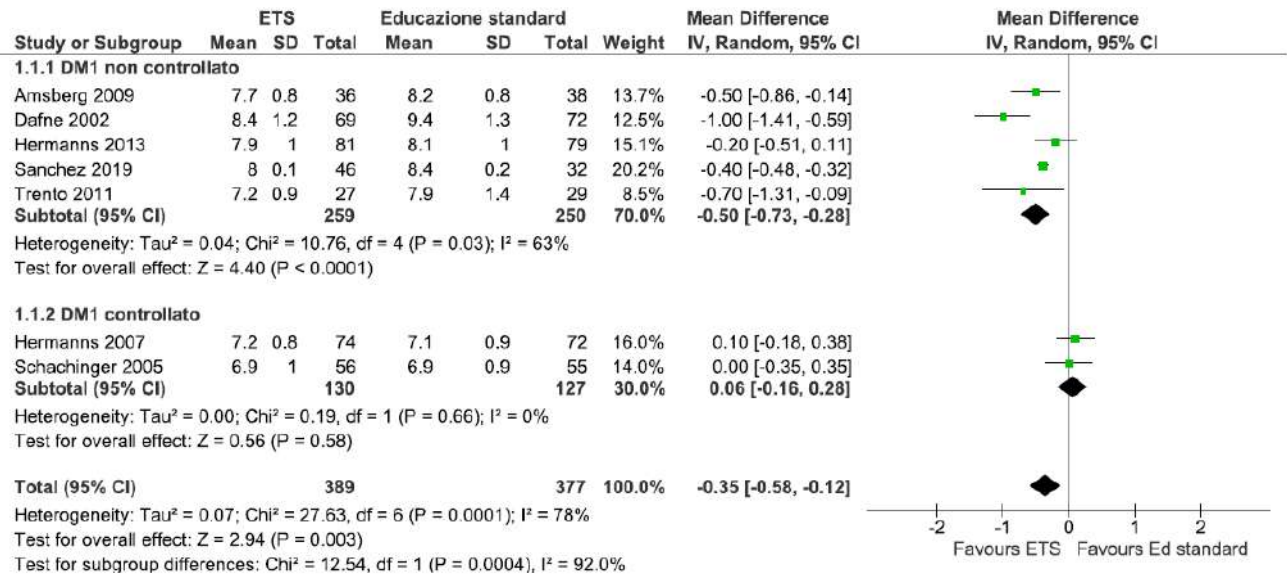 ETS Educazione standard Mean Difference Mean Difference
Study or Subgroup Mean SD Total Mean SD Total Weight IV, Random, 95% CI IV, Random, 95% CI
1.1.1 DM1 non controllato
Amsberg 2009 7.7 0.8 36 8.2 0.8 38 13.7% -0.50 [-0.86, -0.14]
Dafne 2002 8.4 1.2 69 9.4 1.3 72 12.5% -1.00 [-1.41, -0.59]
Hermanns 2013 7.9 1 81 8.1 1 79 15.1% -0.20 [-0.51, 0.11]
Sanchez 2019 8 0.1 46 8.4 0.2 32 20.2% -0.40 [-0.48, -0.32]
Trento 2011 7.2 0.9 27 7.9 1.4 29 8.5% -0.70 [-1.31, -0.09]
Subtotal (95% CI) 259 250 70.0% -0.50 [-0.73, -0.28]
Heterogeneity: Tau² = 0.04; Chi² = 10.76, df = 4 (P = 0.03); I² = 63%
Test for overall effect: Z = 4.40 (P < 0.0001)
1.1.2 DM1 controllato
Hermanns 2007 7.2 0.8 74 7.1 0.9 72 16.0% 0.10 [-0.18, 0.38]
Schachinger 2005 6.9 1 56 6.9 0.9 55 14.0% 0.00 [-0.35, 0.35]
Subtotal (95% CI) 130 127 30.0% 0.06 [-0.16, 0.28]
Heterogeneity: Tau² = 0.00; Chi² = 0.19, df = 1 (P = 0.66); I² = 0%
Test for overall effect: Z = 0.56 (P = 0.58)
Total (95% CI) 389 377 100.0% -0.35 [-0.58, -0.12]
Heterogeneity: Tau² = 0.07; Chi² = 27.63, df = 6 (P = 0.0001); I² = 78%
Test for overall effect: Z = 2.94 (P = 0.003)
Test for subgroup differences: Chi² = 12.54, df = 1 (P = 0.0004), I² = 92.0%
-2 -1 0 1 2
Favours ETS Favours Ed standard